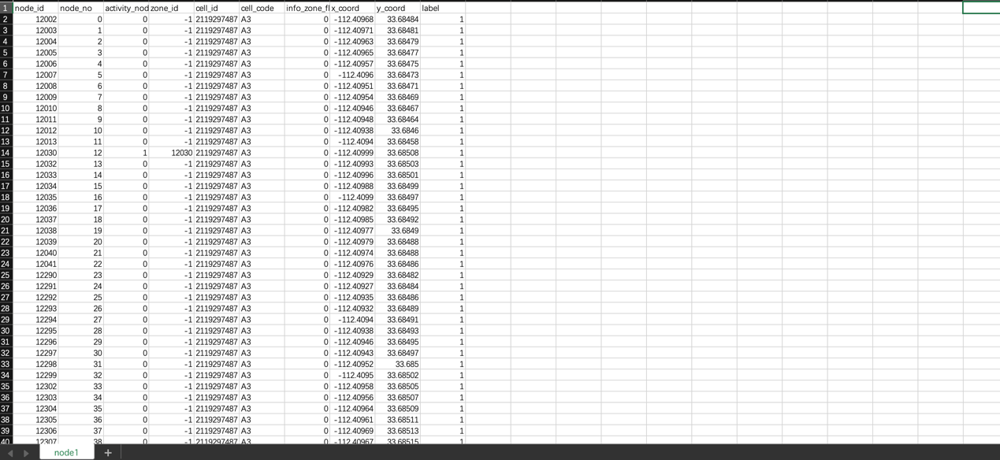 1 node_id node_no activity_nod zone_id cell_id cell_code info_zone_fl x_coord y_coord label
2 12002 0 0 -1 2119297487 A3 0 -112.40968 33.68484 1
3 12003 1 0 -1 2119297487 A3 0 -112.40971 33.68481 1
4 12004 2 0 -1 2119297487 A3 0 -112.40963 33.68479 1
5 12005 3 0 -1 2119297487 A3 0 -112.40965 33.68477 1
6 12006 4 0 -1 2119297487 A3 0 -112.40957 33.68475 1
7 12007 5 0 -1 2119297487 A3 0 -112.4096 33.68473 1
8 12008 6 0 -1 2119297487 A3 0 -112.40951 33.68471 1
9 12009 7 0 -1 2119297487 A3 0 -112.40954 33.68469 1
10 12010 8 0 -1 2119297487 A3 0 -112.40946 33.68467 1
11 12011 9 0 -1 2119297487 A3 0 -112.40948 33.68464 1
12 12012 10 0 -1 2119297487 A3 0 -112.40938 33.6846 1
13 12013 11 0 -1 2119297487 A3 0 -112.4094 33.68458 1
14 12030 12 1 12030 2119297487 A3 0 -112.40999 33.68508 1
15 12032 13 0 -1 2119297487 A3 0 -112.40993 33.68503 1
16 12033 14 0 -1 2119297487 A3 0 -112.40996 33.68501 1
17 12034 15 0 -1 2119297487 A3 0 -112.40988 33.68499 1
18 12035 16 0 -1 2119297487 A3 0 -112.4099 33.68497 1
19 12036 17 0 -1 2119297487 A3 0 -112.40982 33.68495 1
20 12037 18 0 -1 2119297487 A3 0 -112.40985 33.68492 1
21 12038 19 0 -1 2119297487 A3 0 -112.40977 33.6849 1
22 12039 20 0 -1 2119297487 A3 0 -112.40979 33.68488 1
23 12040 21 0 -1 2119297487 A3 0 -112.40974 33.68488 1
24 12041 22 0 -1 2119297487 A3 0 -112.40976 33.68486 1
25 12290 23 0 -1 2119297487 A3 0 -112.40929 33.68482 1
26 12291 24 0 -1 2119297487 A3 0 -112.40927 33.68484 1
27 12292 25 0 -1 2119297487 A3 0 -112.40935 33.68486 1
28 12293 26 0 -1 2119297487 A3 0 -112.40932 33.68489 1
29 12294 27 0 -1 2119297487 A3 0 -112.4094 33.68491 1
30 12295 28 0 -1 2119297487 A3 0 -112.40938 33.68493 1
31 12296 29 0 -1 2119297487 A3 0 -112.40946 33.68495 1
32 12297 30 0 -1 2119297487 A3 0 -112.40943 33.68497 1
33 12298 31 0 -1 2119297487 A3 0 -112.40952 33.685 1
34 12299 32 0 -1 2119297487 A3 0 -112.4095 33.68502 1
35 12302 33 0 -1 2119297487 A3 0 -112.40958 33.68505 1
36 12303 34 0 -1 2119297487 A3 0 -112.40956 33.68507 1
37 12304 35 0 -1 2119297487 A3 0 -112.40964 33.68509 1
38 12305 36 0 -1 2119297487 A3 0 -112.40961 33.68511 1
39 12306 37 0 -1 2119297487 A3 0 -112.40969 33.68513 1
40 12307 38 0 -1 2119297487 A3 0 -112.40967 33.68515 1
node1 +